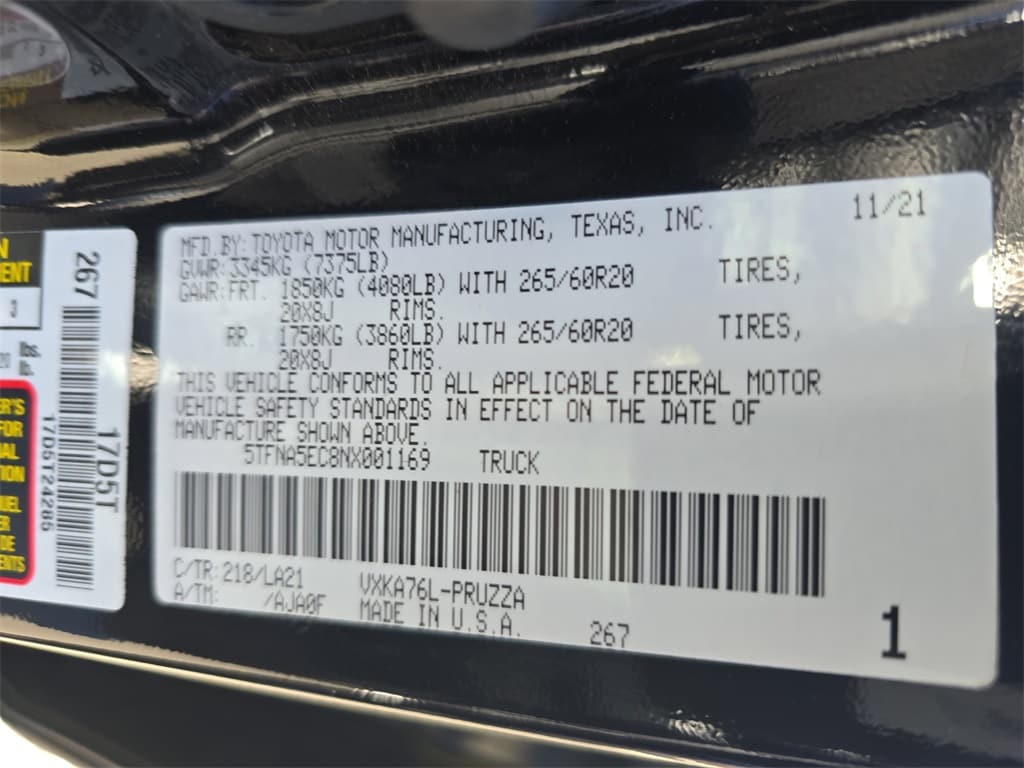 MFD.BY:TOYOTA MOTOR MANUFACTURING, TEXAS, INC. 11/21
GVWR:3345KG (7375LB)
GAWR:FRT. 1850KG (4080LB) WITH 265/60R20 TIRES,
20X8J RIMS.
RR. 1750KG (3860LB) WITH 265/60R20 TIRES,
20X8J RIMS.
THIS VEHICLE CONFORMS TO ALL APPLICABLE FEDERAL MOTOR
VEHICLE SAFETY STANDARDS IN EFFECT ON THE DATE OF
MANUFACTURE SHOWN ABOVE.
5TFNA5EC8NX001169 TRUCK
C/TR:218/LA21 VXKA76L-PRUZZA
A/TM: /AJA0F MADE IN U.S.A. 267
1
267
17D5T
17D5T24285
3
lbs.
lb.